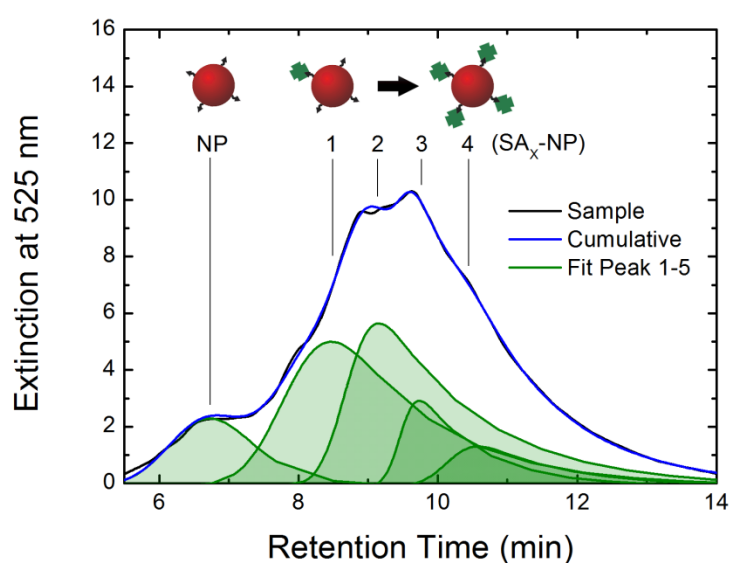 16
14
12
10
8
6
4
2
0
Extinction at 525 nm
NP 1 2 3 4 (SAX-NP)
Sample
Cumulative
Fit Peak 1-5
6 8 10 12 14
Retention Time (min)